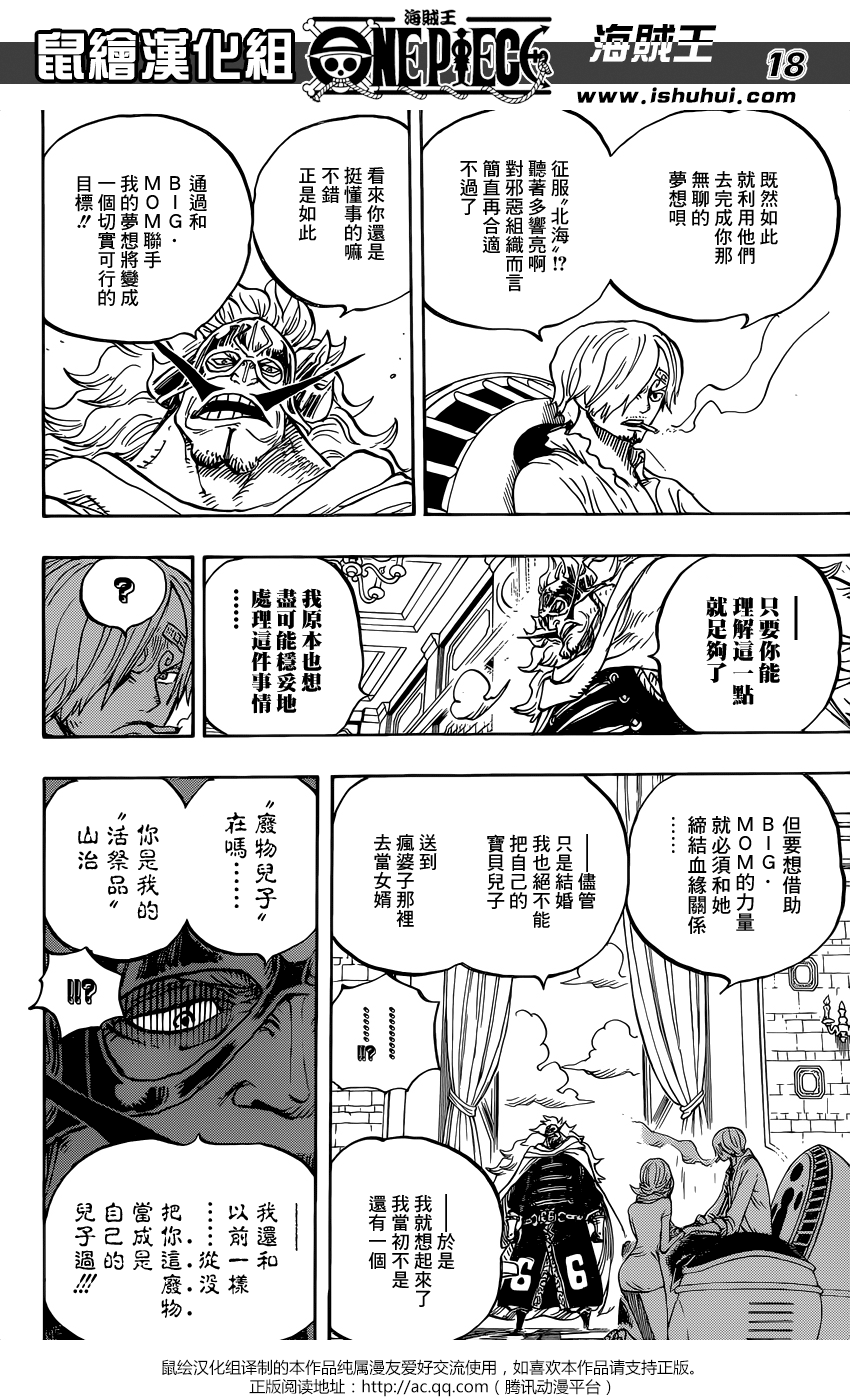 鼠繪漢化組
海賊王
ONE PIECE
海賊王
18
www.ishuhui.com
既然如此
就利用他們
去完成你那
無聊的
夢想唄
征服"北海"!?
聽著多響亮啊
對邪惡組織而言
簡直再合適
不過了
看來你還是
挺懂事的嘛
不錯
正是如此
通過和
BIG·
MOM聯手
我的夢想將變成
一個切實可行的
目標!!
——只要你能
理解這一點
就足夠了
我原本也想
盡可能穩妥地
處理這件事情
……
?
但要想借助
BIG·
MOM的力量
就必須和她
締結血緣關係
……
——儘管
只是結婚
我也絕不能
把自己的
寶貝兒子
送到
瘋婆子那裡
去當女婿
…………
……!!?
——於是
我就想起來了
我當初不是
還有一個
"廢物兒子"
在嗎……
你是我的
"活祭品"
山治
!!?
——我還和
以前一樣
……從沒
把你這廢物
當成是
自己的
兒子過!!!
66
鼠绘汉化组译制的本作品纯属漫友爱好交流使用，如喜欢本作品请支持正版。
正版阅读地址：http://ac.qq.com（腾讯动漫平台）